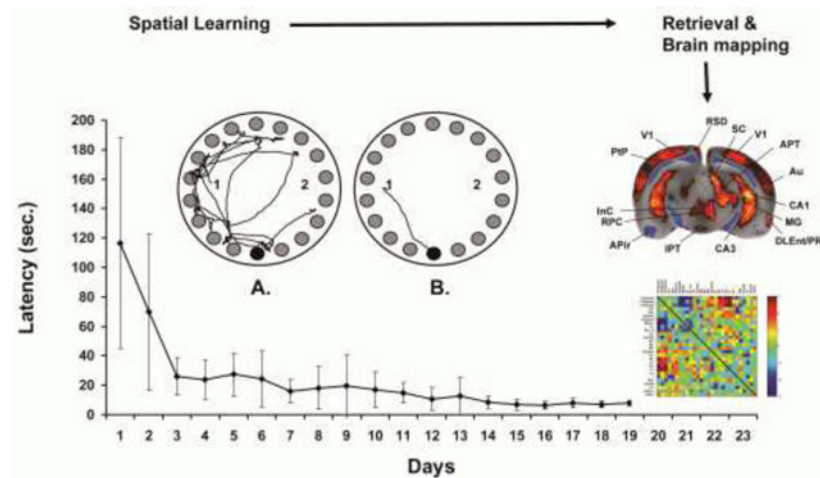 Spatial Learning
Retrieval &
Brain mapping
200
180
160
140
120
100
80
60
40
20
0
Latency (sec.)
1
2
A.
1
2
B.
RSD
V1
SC
V1
PtP
APT
Au
InC
CA1
RPC
MG
APir
IPT
CA3
DLEnt/PR
1 2 3 4 5 6 7 8 9 10 11 12 13 14 15 16 17 18 19 20 21 22 23
Days